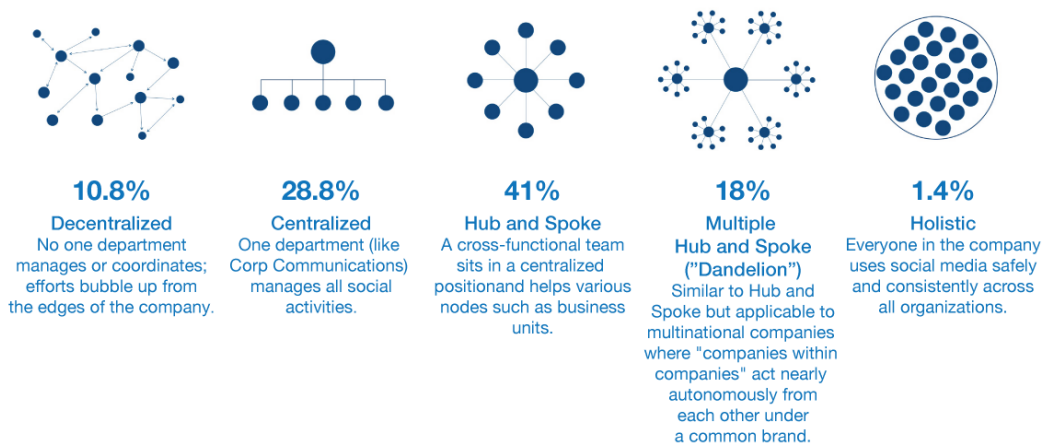 10.8%
Decentralized
No one department
manages or coordinates;
efforts bubble up from
the edges of the company.
28.8%
Centralized
One department (like
Corp Communications)
manages all social
activities.
41%
Hub and Spoke
A cross-functional team
sits in a centralized
positionand helps various
nodes such as business
units.
18%
Multiple
Hub and Spoke
(”Dandelion”)
Similar to Hub and
Spoke but applicable to
multinational companies
where "companies within
companies" act nearly
autonomously from
each other under
a common brand.
1.4%
Holistic
Everyone in the company
uses social media safely
and consistently across
all organizations.